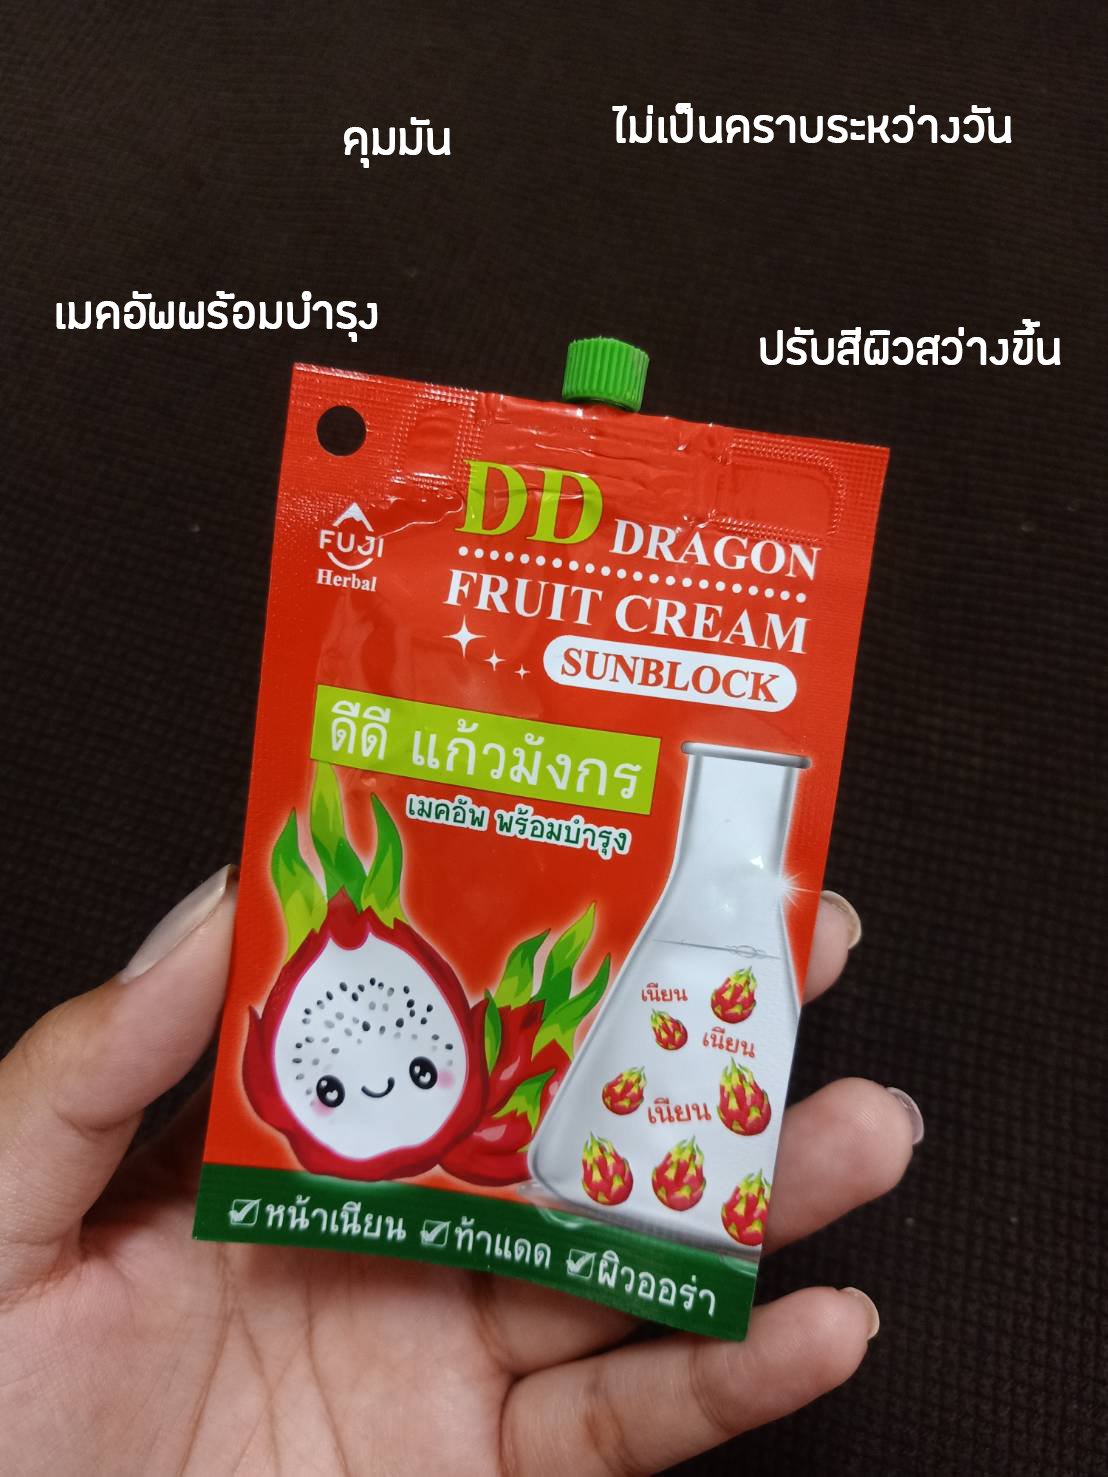 คุมมัน
ไม่เป็นคราบระหว่างวัน
เมคอัพพร้อมบำรุง
ปรับสีผิวสว่างขึ้น
FUJI
Herbal
DD DRAGON
FRUIT CREAM
SUNBLOCK
ดีดี แก้วมังกร
เมคอัพ พร้อมบำรุง
เนียน
เนียน
เนียน
หน้าเนียน ท้าแดด ผิวออร่า